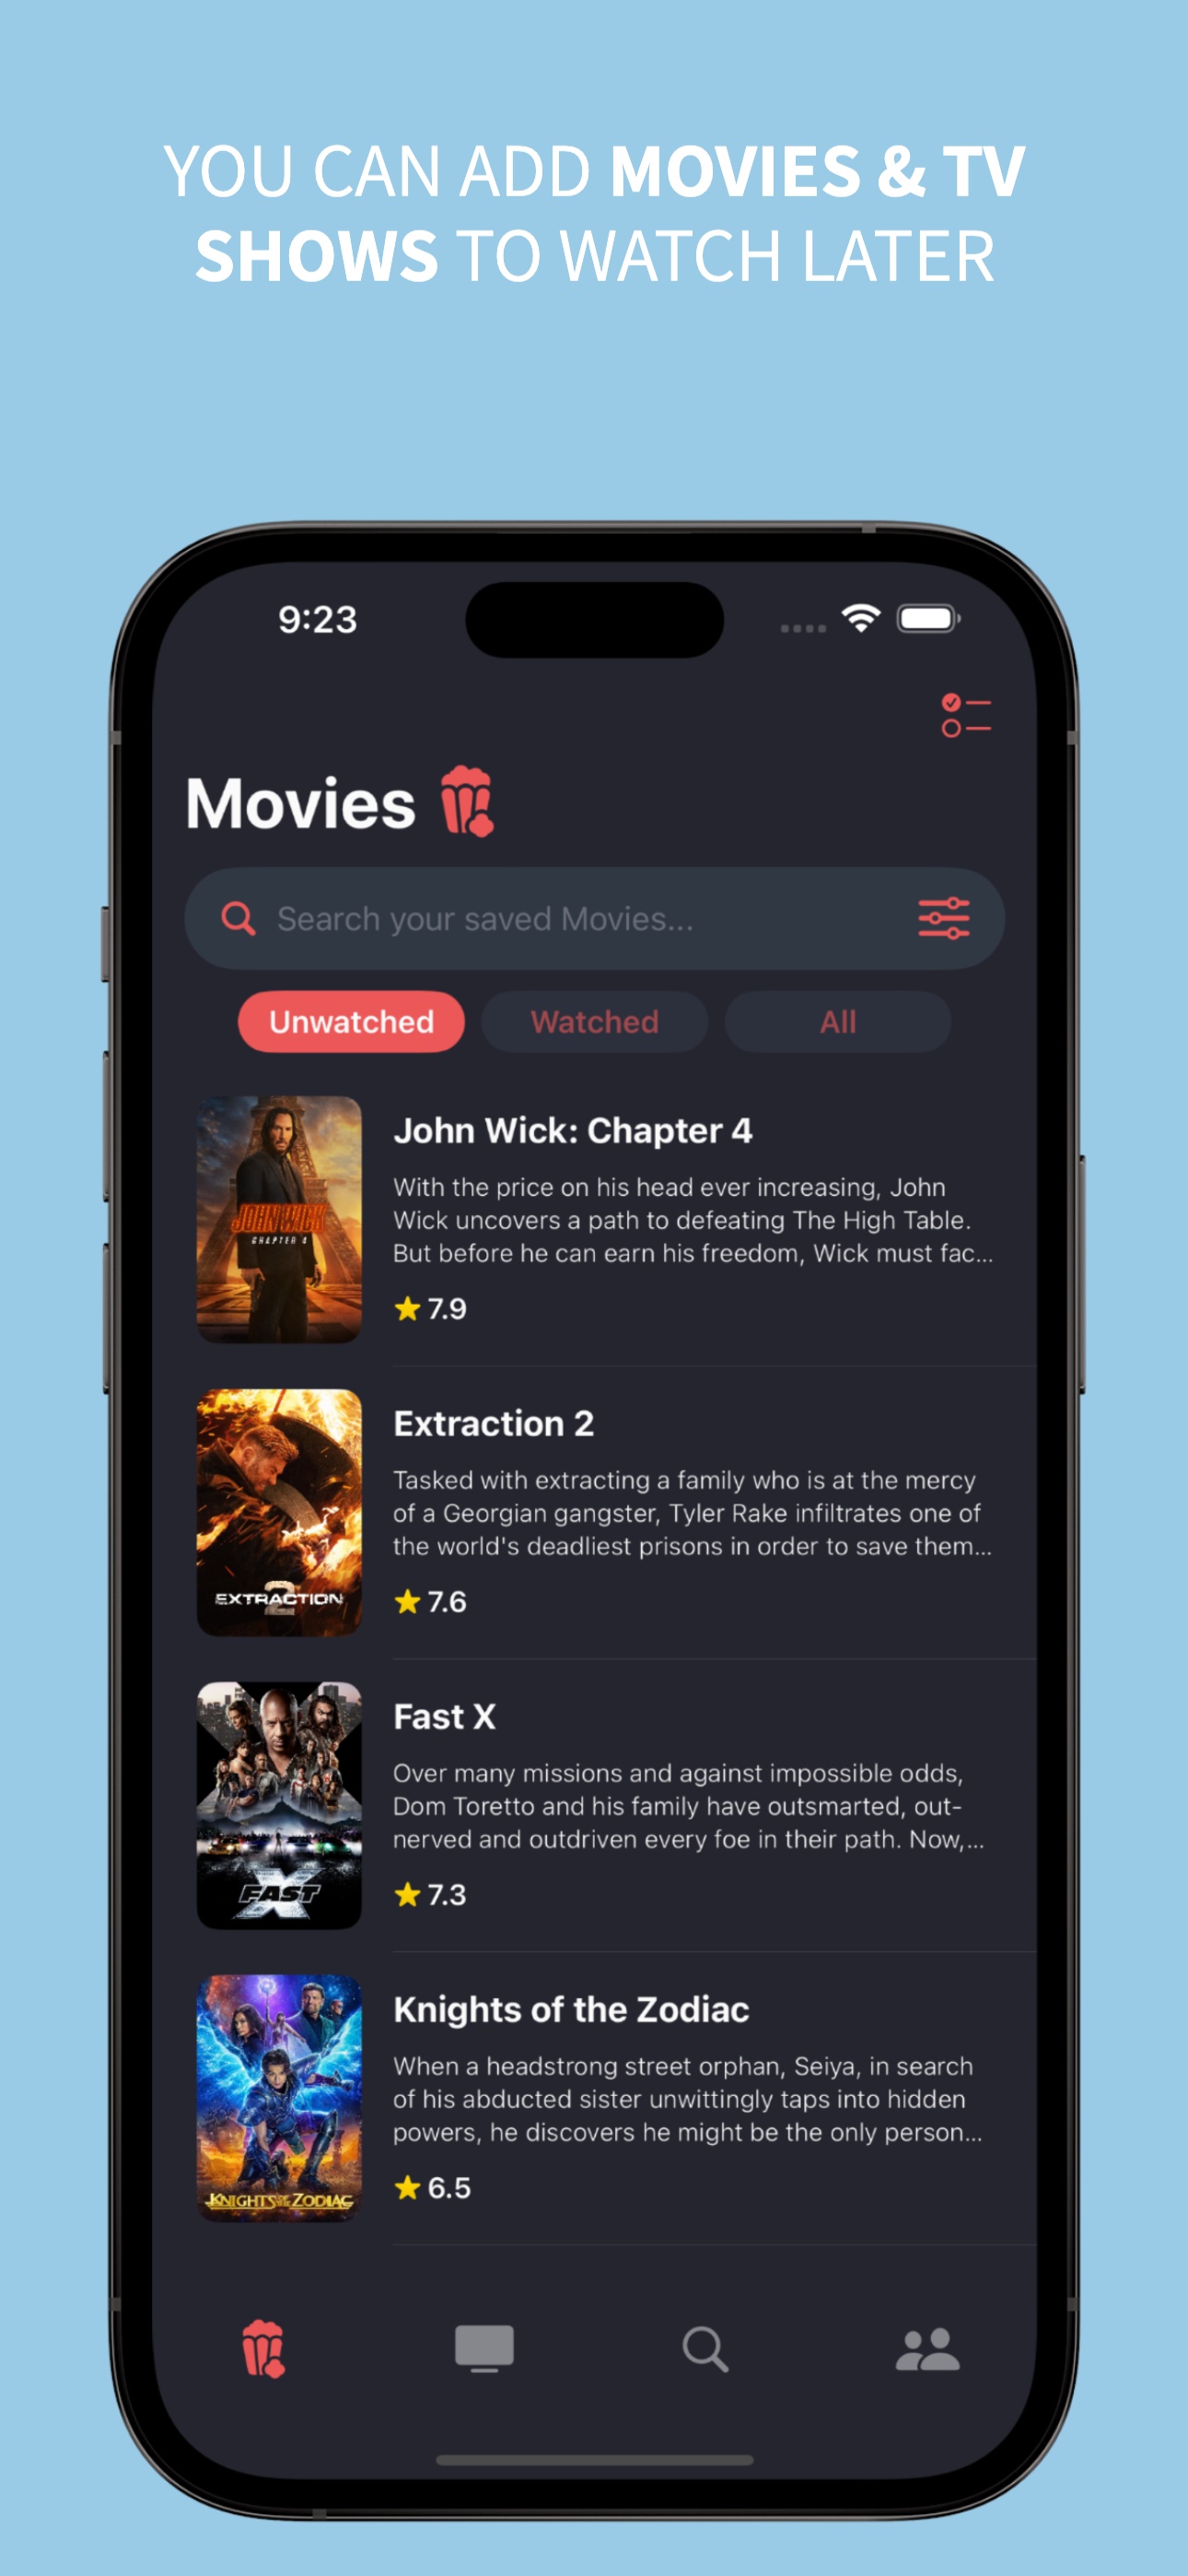 YOU CAN ADD MOVIES & TV
SHOWS TO WATCH LATER
9:23
Movies
Search your saved Movies...
Unwatched
Watched
All
JOHN WICK
CHAPTER 4
John Wick: Chapter 4
With the price on his head ever increasing, John
Wick uncovers a path to defeating The High Table.
But before he can earn his freedom, Wick must fac...
7.9
EXTRACTION
2
Extraction 2
Tasked with extracting a family who is at the mercy
of a Georgian gangster, Tyler Rake infiltrates one of
the world's deadliest prisons in order to save them...
7.6
FAST X
Fast X
Over many missions and against impossible odds,
Dom Toretto and his family have outsmarted, out-
nerved and outdriven every foe in their path. Now,...
7.3
KNIGHTS OF THE ZODIAC
Knights of the Zodiac
When a headstrong street orphan, Seiya, in search
of his abducted sister unwittingly taps into hidden
powers, he discovers he might be the only person...
6.5